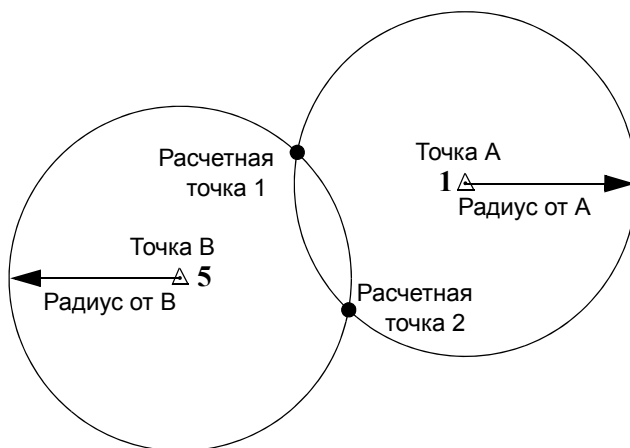 Расчетная
точка 1
Точка A
1
Радиус от A
Точка B
5
Радиус от B
Расчетная
точка 2